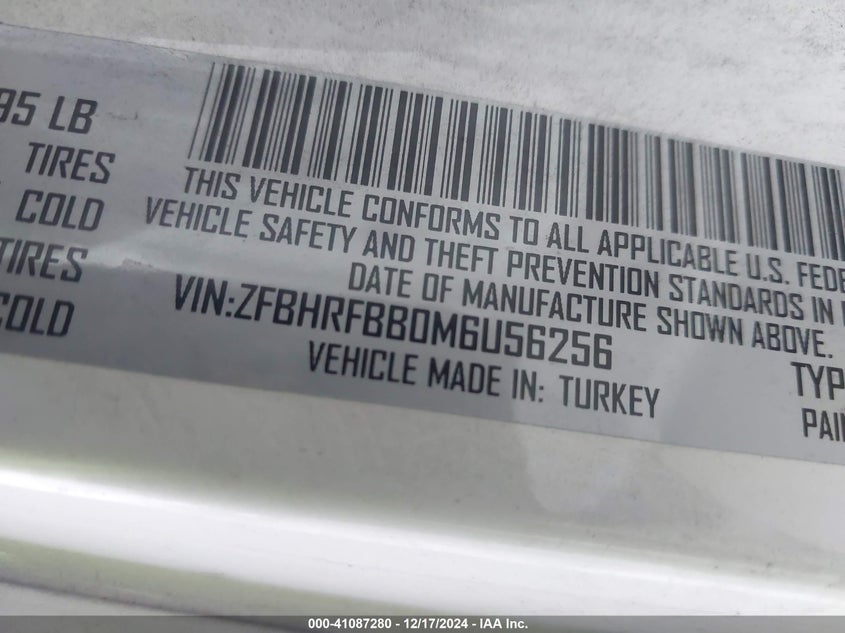 95 LB
TIRES
COLD
TIRES
COLD
THIS VEHICLE CONFORMS TO ALL APPLICABLE U.S. FEDE
VEHICLE SAFETY AND THEFT PREVENTION STANDARDS IN
DATE OF MANUFACTURE SHOWN ABOVE.
VIN:ZFBHRFBB0M6U56256
TYP
VEHICLE MADE IN: TURKEY
PAI
000-41087280 - 12/17/2024 - IAA Inc.